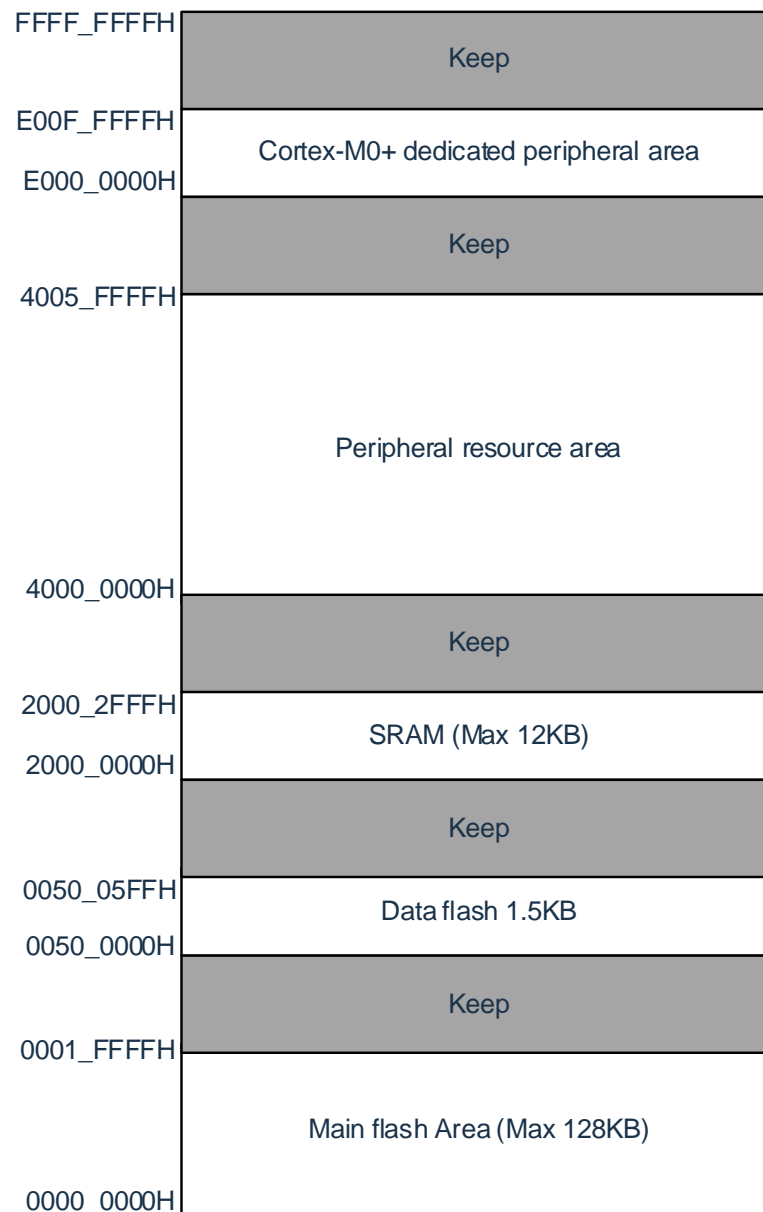 FFFF_FFFFH
Keep
E00F_FFFFH
Cortex-M0+ dedicated peripheral area
E000_0000H
Keep
4005_FFFFH
Peripheral resource area
4000_0000H
Keep
2000_2FFFH
SRAM (Max 12KB)
2000_0000H
Keep
0050_05FFH
Data flash 1.5KB
0050_0000H
Keep
0001_FFFFH
Main flash Area (Max 128KB)
0000_0000H